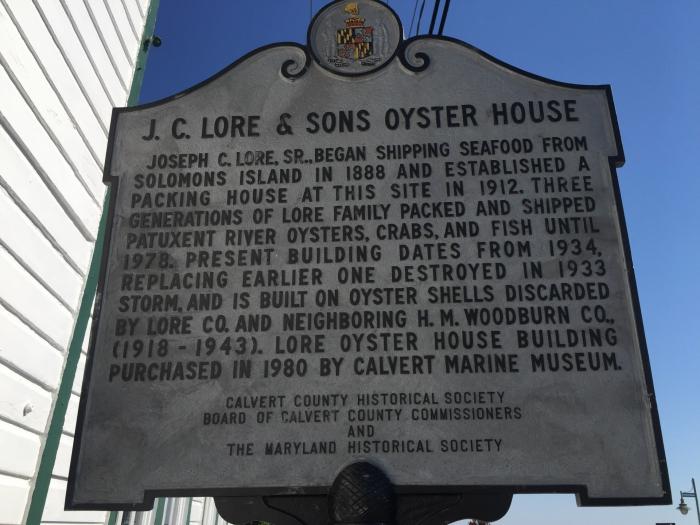 J. C. LORE & SONS OYSTER HOUSE
JOSEPH C. LORE, SR., BEGAN SHIPPING SEAFOOD FROM
SOLOMONS ISLAND IN 1888 AND ESTABLISHED A
PACKING HOUSE AT THIS SITE IN 1912. THREE
GENERATIONS OF LORE FAMILY PACKED AND SHIPPED
PATUXENT RIVER OYSTERS, CRABS, AND FISH UNTIL
1978. PRESENT BUILDING DATES FROM 1934,
REPLACING EARLIER ONE DESTROYED IN 1933
STORM, AND IS BUILT ON OYSTER SHELLS DISCARDED
BY LORE CO. AND NEIGHBORING H. M. WOODBURN CO.,
(1918 - 1943). LORE OYSTER HOUSE BUILDING
PURCHASED IN 1980 BY CALVERT MARINE MUSEUM.
CALVERT COUNTY HISTORICAL SOCIETY
BOARD OF CALVERT COUNTY COMMISSIONERS
AND
THE MARYLAND HISTORICAL SOCIETY